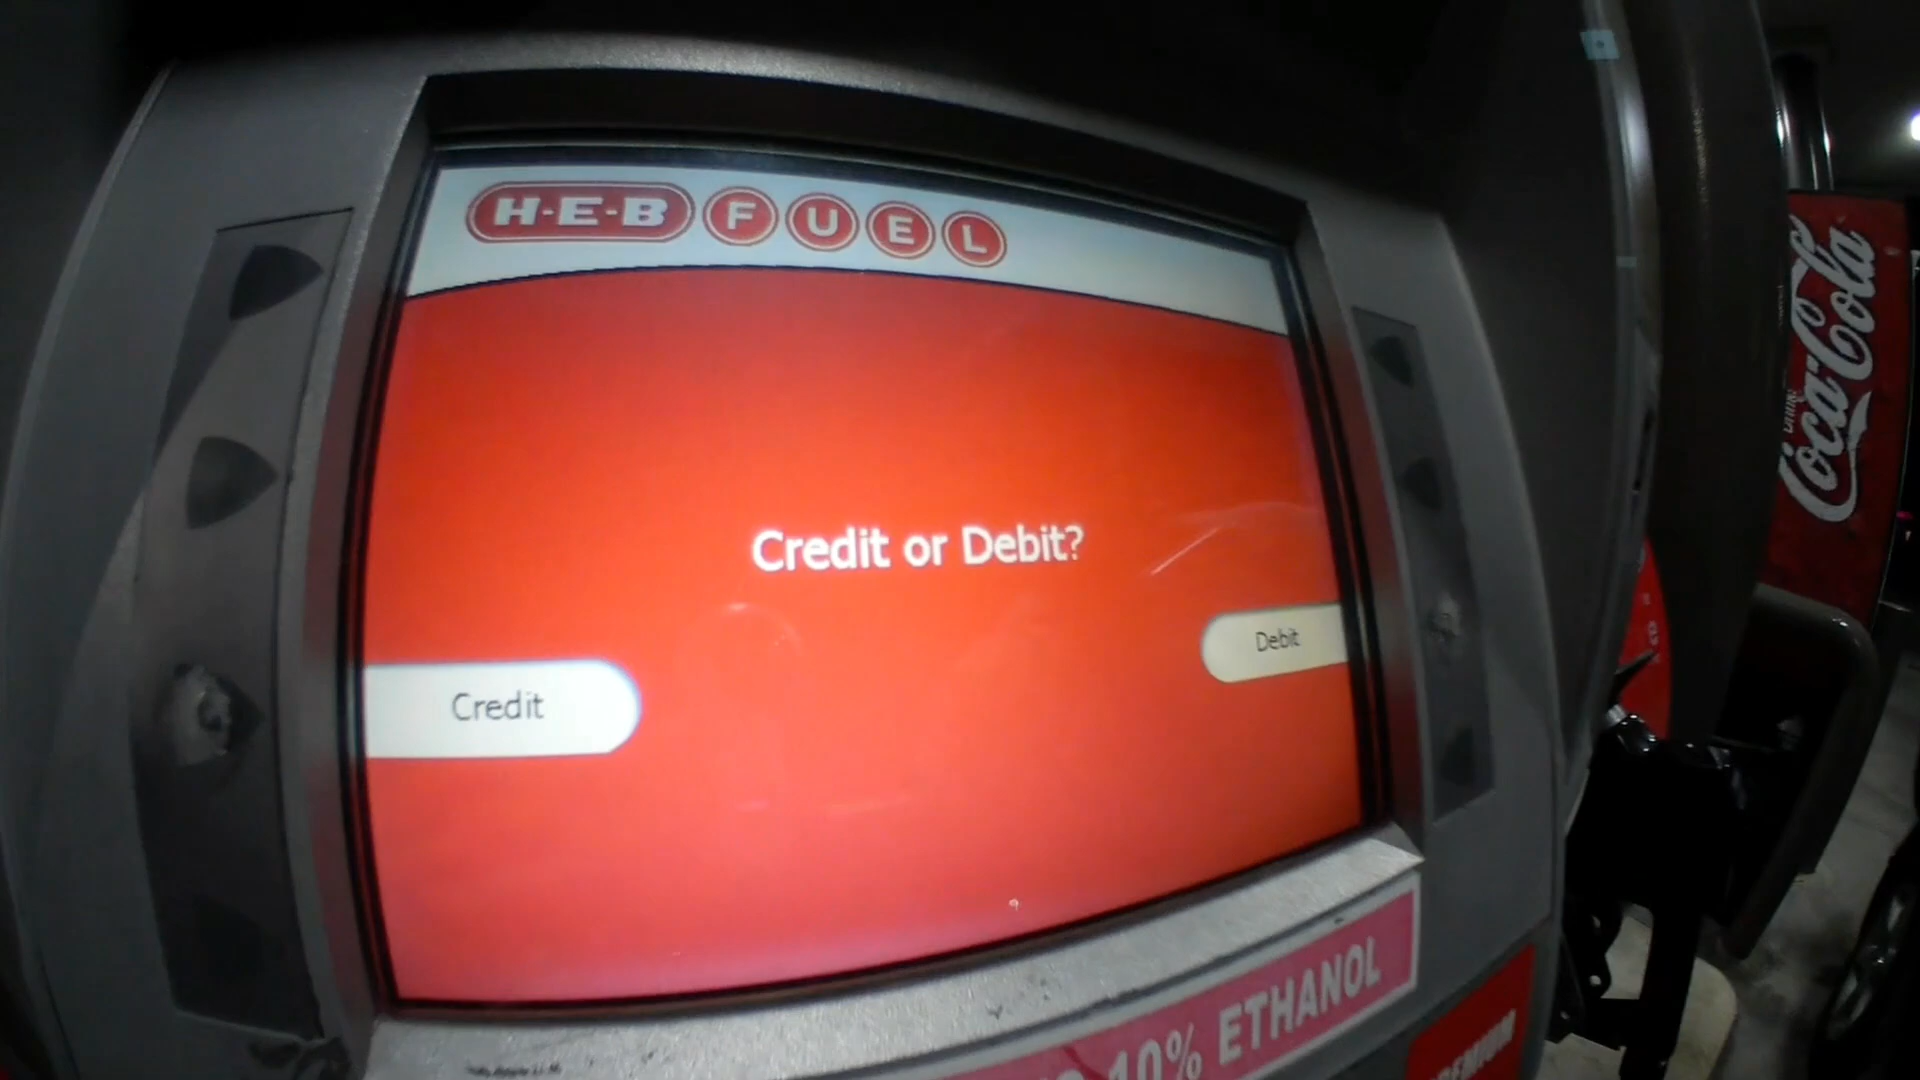 H-E-B FUEL
Credit or Debit?
Debit
Credit
10% ETHANOL
Coca-Cola